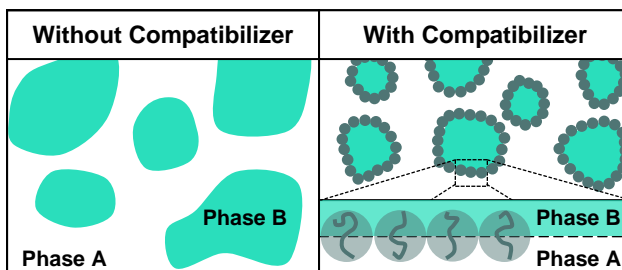 Without Compatibilizer
With Compatibilizer
Phase B
Phase A
Phase B
Phase A